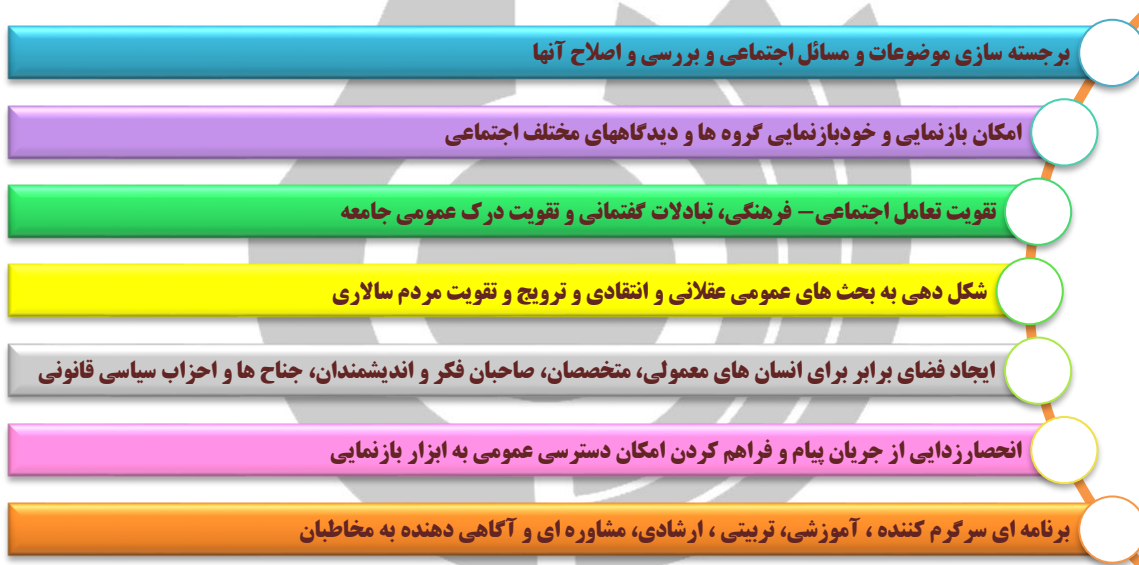 برجسته سازی موضوعات و مسائل اجتماعی و بررسی و اصلاح آنها
امکان بازنمایی و خودبازنمایی گروه ها و دیدگاههای مختلف اجتماعی
تقویت تعامل اجتماعی– فرهنگی، تبادلات گفتمانی و تقویت درک عمومی جامعه
شکل دهی به بحث های عمومی عقلانی و انتقادی و ترویج و تقویت مردم سالاری
ایجاد فضای برابر برای انسان های معمولی، متخصصان، صاحبان فکر و اندیشمندان، جناح ها و احزاب سیاسی قانونی
انحصارزدایی از جریان پیام و فراهم کردن امکان دسترسی عمومی به ابزار بازنمایی
برنامه ای سرگرم کننده ، آموزشی، تربیتی ، ارشادی، مشاوره ای و آگاهی دهنده به مخاطبان